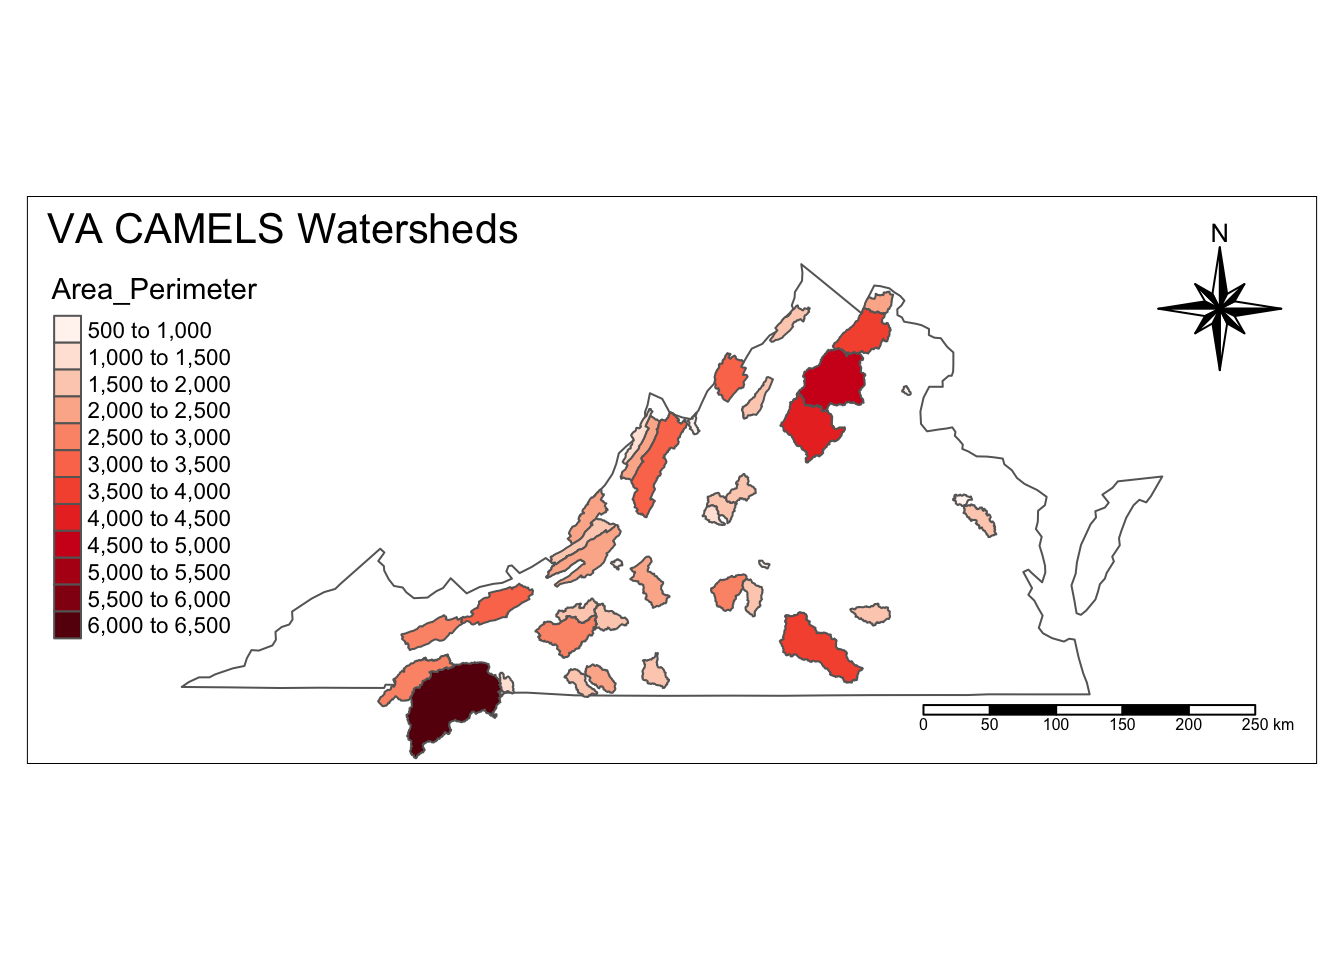 VA CAMELS Watersheds
N
Area_Perimeter
500 to 1,000
1,000 to 1,500
1,500 to 2,000
2,000 to 2,500
2,500 to 3,000
3,000 to 3,500
3,500 to 4,000
4,000 to 4,500
4,500 to 5,000
5,000 to 5,500
5,500 to 6,000
6,000 to 6,500
0 50 100 150 200 250 km